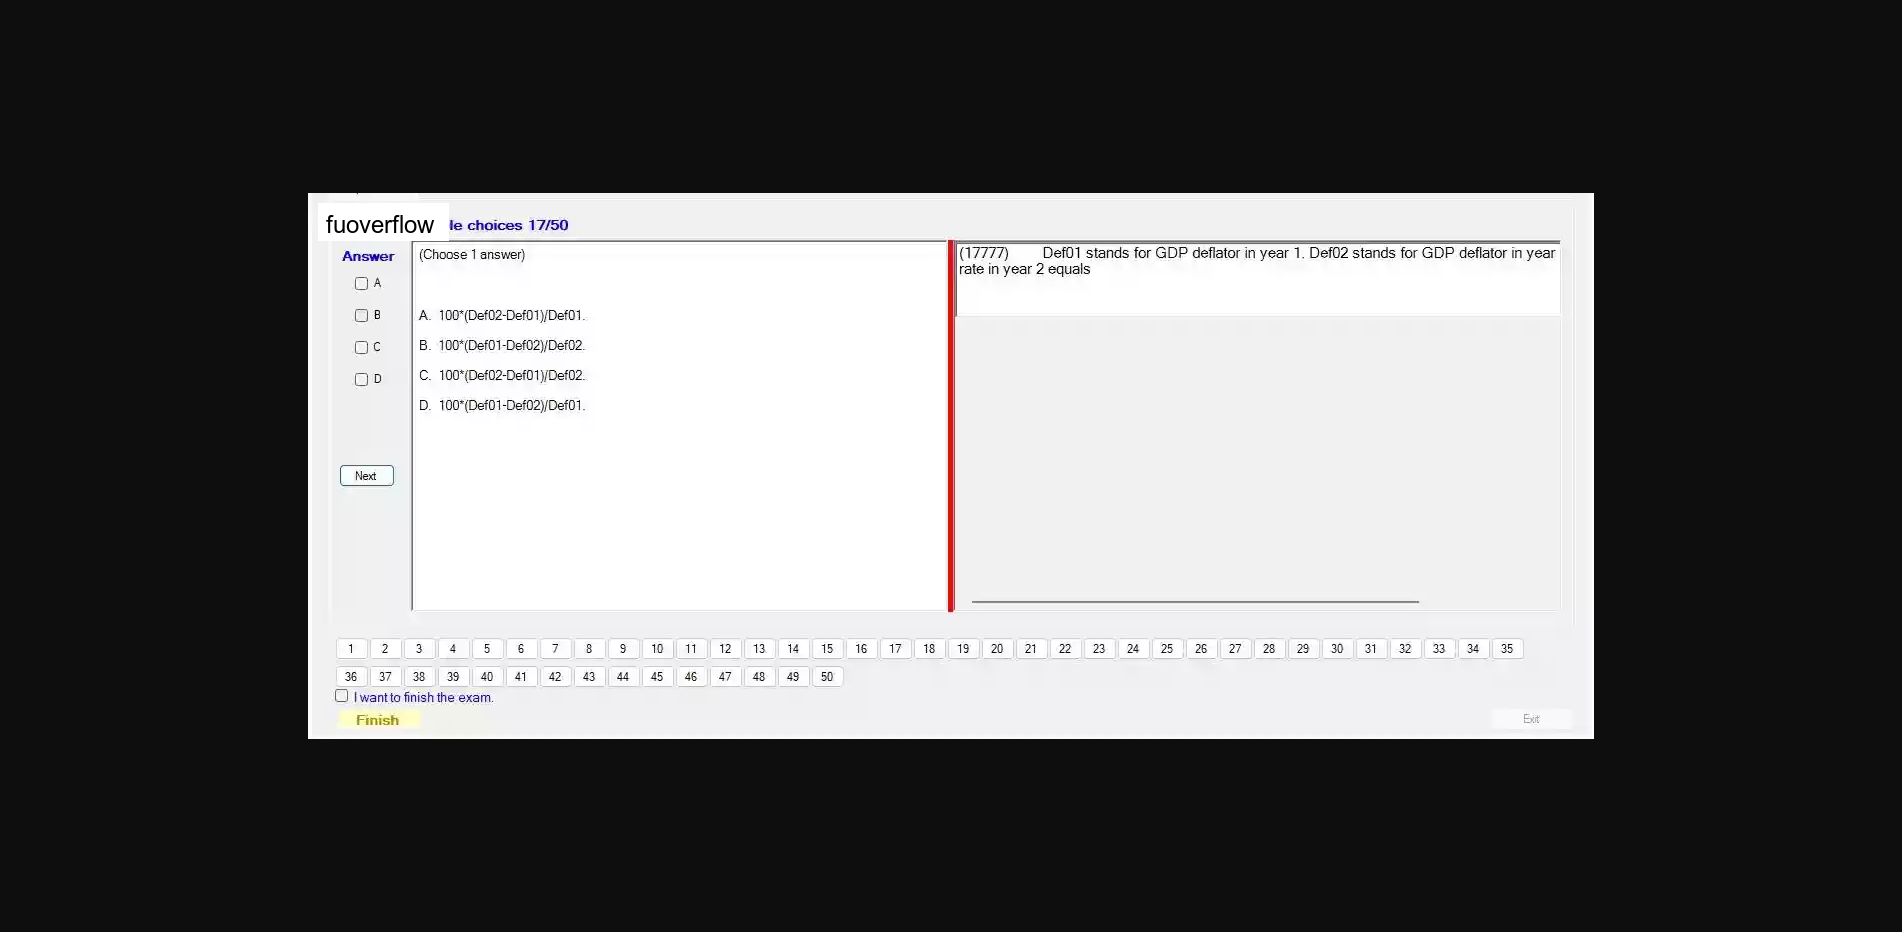 fuoverflow le choices 17/50
Answer
A
B
C
D
Next
(Choose 1 answer)
A. 100*(Def02-Def01)/Def01.
B. 100*(Def01-Def02)/Def02.
C. 100*(Def02-Def01)/Def02.
D. 100*(Def01-Def02)/Def01.
(17777) Def01 stands for GDP deflator in year 1. Def02 stands for GDP deflator in year
rate in year 2 equals
1 2 3 4 5 6 7 8 9 10 11 12 13 14 15 16 17 18 19 20 21 22 23 24 25 26 27 28 29 30 31 32 33 34 35
36 37 38 39 40 41 42 43 44 45 46 47 48 49 50
I want to finish the exam.
Finish
Exit